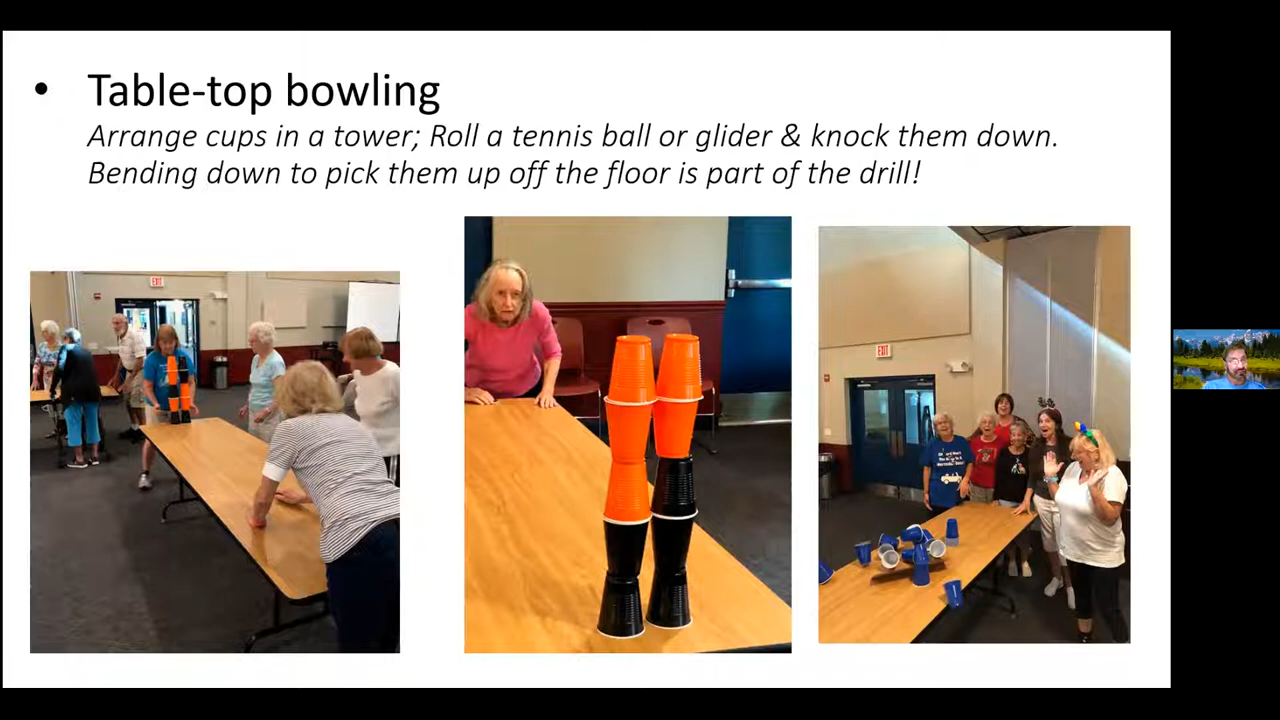 • Table-top bowling
Arrange cups in a tower; Roll a tennis ball or glider & knock them down.
Bending down to pick them up off the floor is part of the drill!
EXIT
EXIT